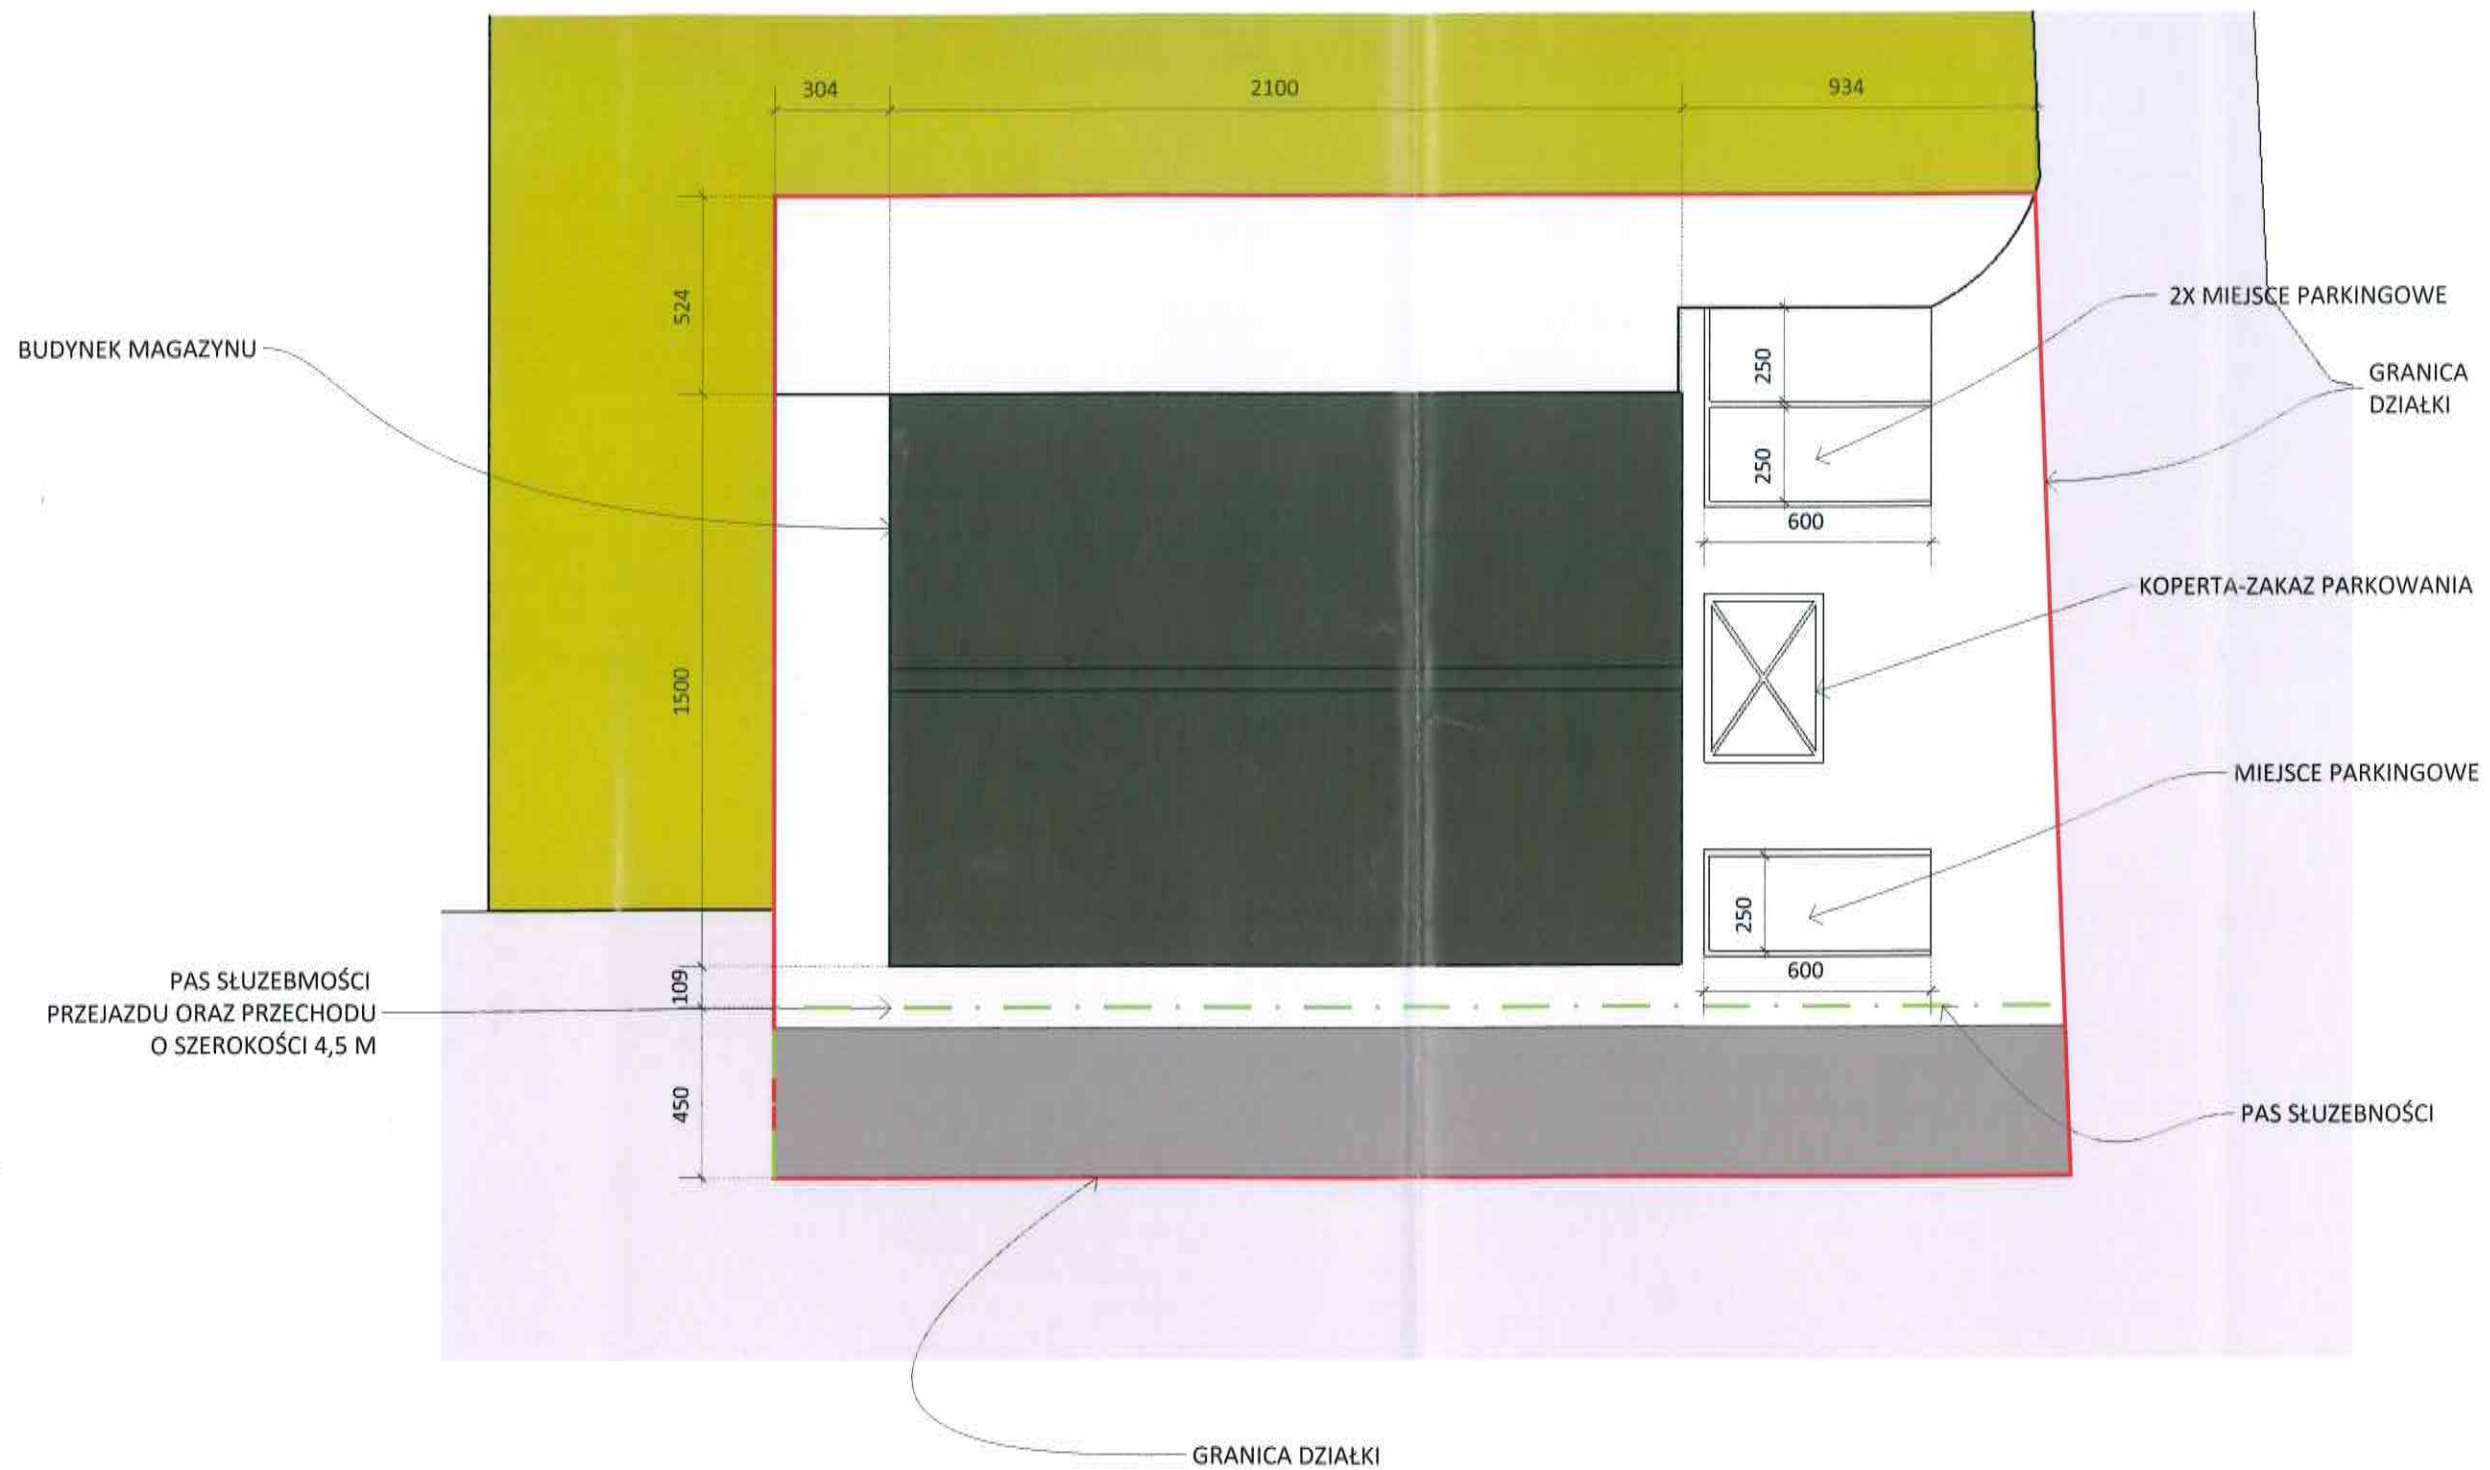 304
2100
934
524
2X MIEJSCE PARKINGOWE
BUDYNEK MAGAZYNU
250
GRANICA
DZIAŁKI
250
600
KOPERTA-ZAKAZ PARKOWANIA
1500
MIEJSCE PARKINGOWE
250
PAS SŁUZEBMOŚCI
PRZEJAZDU ORAZ PRZECHODU
O SZEROKOŚCI 4,5 M
109
600
450
PAS SŁUZEBNOŚCI
GRANICA DZIAŁKI